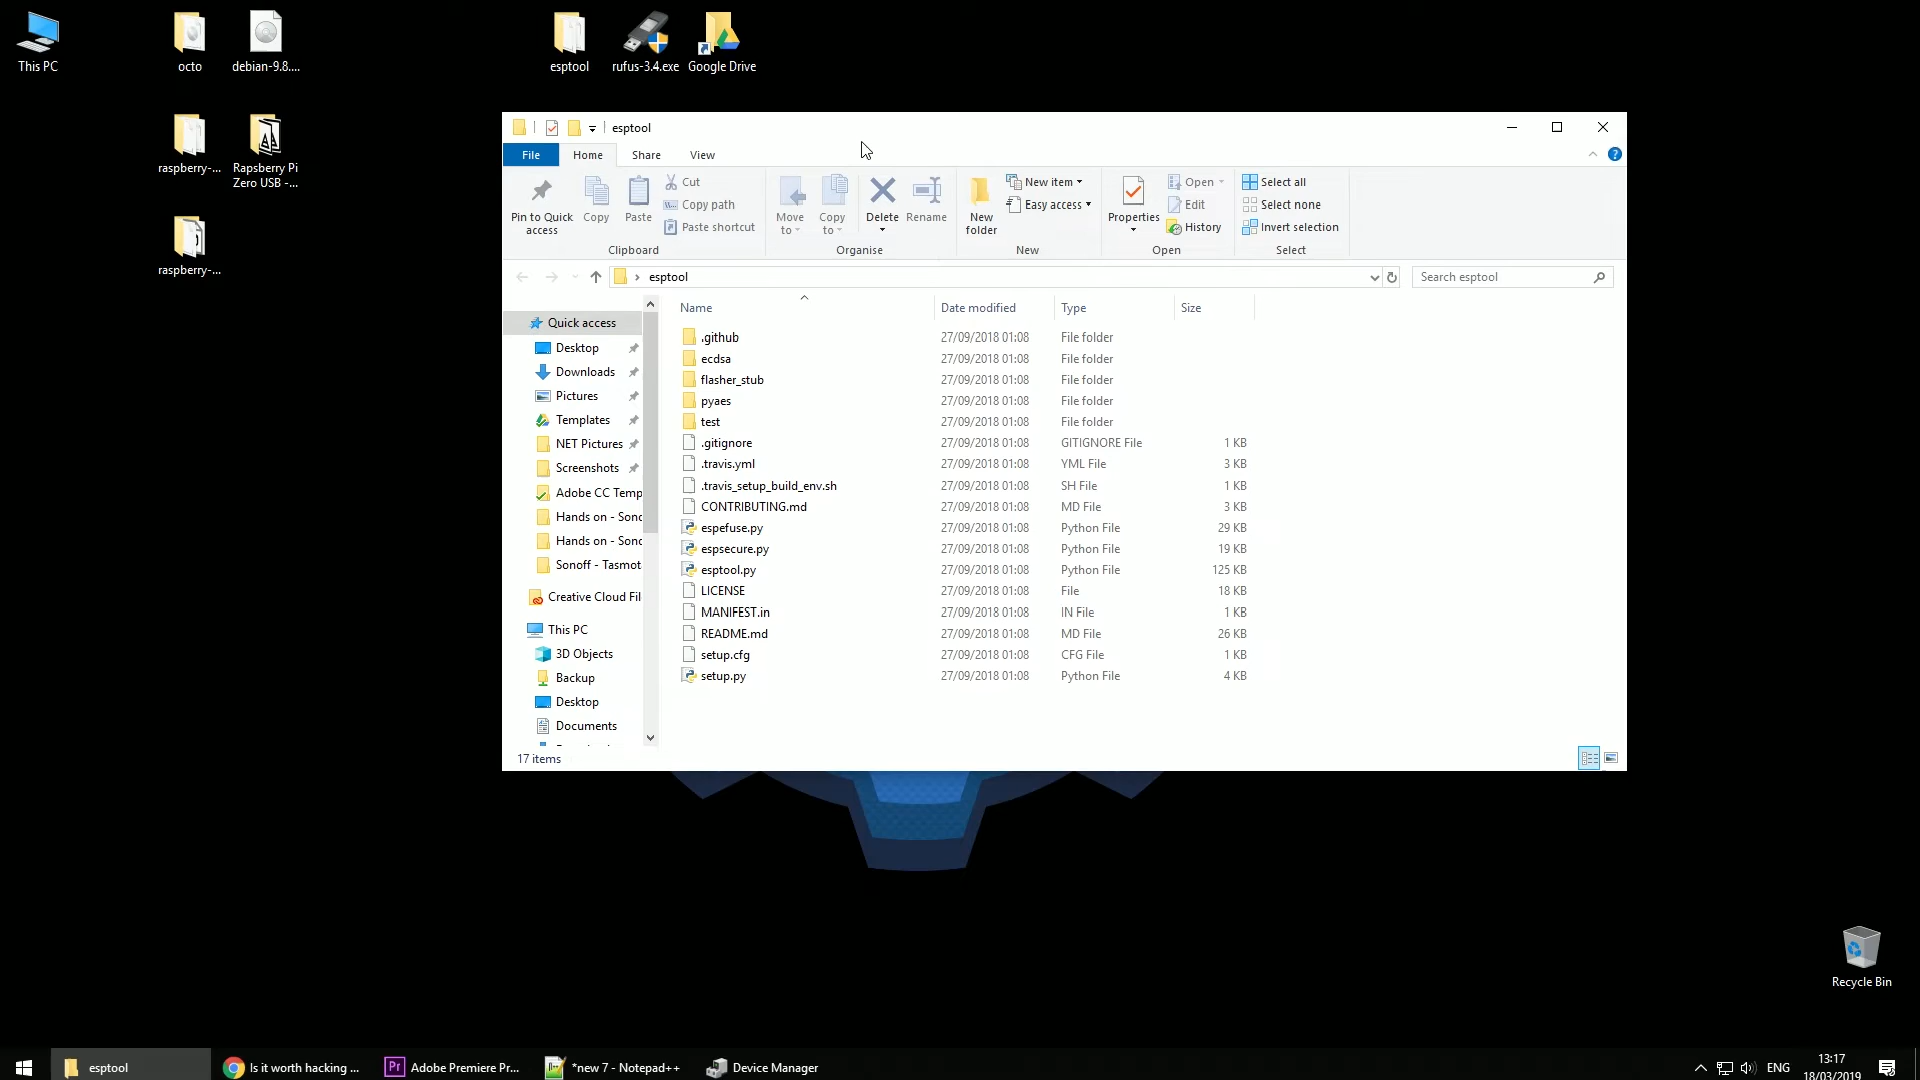 This PC
octo
debian-9.8....
esptool
rufus-3.4.exe
Google Drive
raspberry-...
Rapsberry Pi
Zero USB -...
raspberry-...
esptool
File
Home
Share
View
Pin to Quick
access
Copy
Paste
Cut
Copy path
Paste shortcut
Clipboard
Move
to
Copy
to
Delete
Rename
Organise
New
folder
New item
Easy access
New
Properties
Open
Edit
History
Open
Select all
Select none
Invert selection
Select
esptool
Search esptool
Name
Date modified
Type
Size
Quick access
Desktop
Downloads
Pictures
Templates
NET Pictures
Screenshots
Adobe CC Temp
Hands on - Sono
Hands on - Sono
Sonoff - Tasmot
Creative Cloud Fil
This PC
3D Objects
Backup
Desktop
Documents
.github 27/09/2018 01:08 File folder
ecdsa 27/09/2018 01:08 File folder
flasher_stub 27/09/2018 01:08 File folder
pyaes 27/09/2018 01:08 File folder
test 27/09/2018 01:08 File folder
.gitignore 27/09/2018 01:08 GITIGNORE File 1 KB
.travis.yml 27/09/2018 01:08 YML File 3 KB
.travis_setup_build_env.sh 27/09/2018 01:08 SH File 1 KB
CONTRIBUTING.md 27/09/2018 01:08 MD File 3 KB
espefuse.py 27/09/2018 01:08 Python File 29 KB
espsecure.py 27/09/2018 01:08 Python File 19 KB
esptool.py 27/09/2018 01:08 Python File 125 KB
LICENSE 27/09/2018 01:08 File 18 KB
MANIFEST.in 27/09/2018 01:08 IN File 1 KB
README.md 27/09/2018 01:08 MD File 26 KB
setup.cfg 27/09/2018 01:08 CFG File 1 KB
setup.py 27/09/2018 01:08 Python File 4 KB
17 items
Recycle Bin
esptool
Is it worth hacking ...
Pr Adobe Premiere Pr...
*new 7 - Notepad++
Device Manager
ENG
13:17
18/03/2019